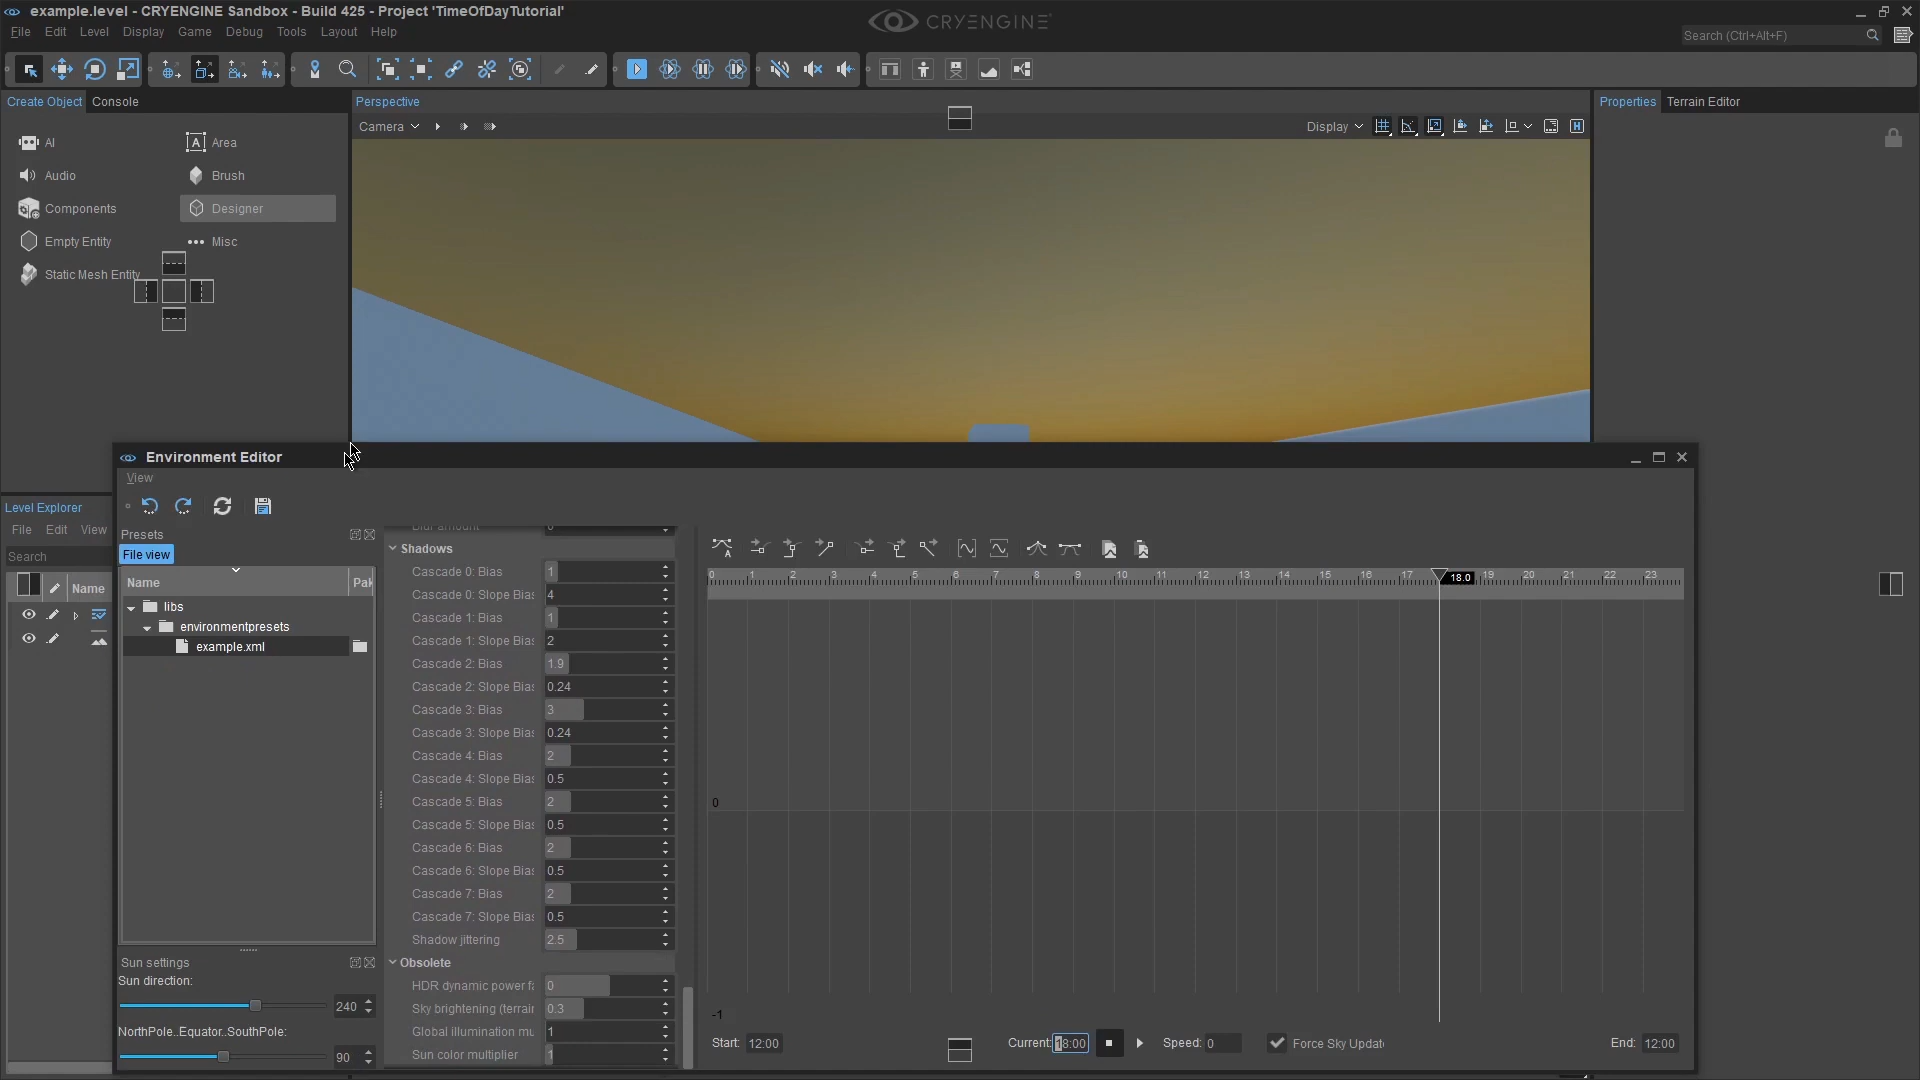 example.level - CRYENGINE Sandbox - Build 425 - Project 'TimeOfDayTutorial'
CRYENGINE
File Edit Level Display Game Debug Tools Layout Help
Search (Ctrl+Alt+F)
Create Object Console
Perspective
Properties Terrain Editor
Camera
Display
AI
Area
Audio
Brush
Components
Designer
Empty Entity
Misc
Static Mesh Entity
Environment Editor
View
Level Explorer
File Edit View
Search
Name
Presets
File view
Name Pak
libs
environmentpresets
example.xml
Sun settings
Sun direction:
240
NorthPole..Equator..SouthPole:
90
Shadows
Cascade 0: Bias 1
Cascade 0: Slope Bias 4
Cascade 1: Bias 1
Cascade 1: Slope Bias 2
Cascade 2: Bias 1.9
Cascade 2: Slope Bias 0.24
Cascade 3: Bias 3
Cascade 3: Slope Bias 0.24
Cascade 4: Bias 2
Cascade 4: Slope Bias 0.5
Cascade 5: Bias 2
Cascade 5: Slope Bias 0.5
Cascade 6: Bias 2
Cascade 6: Slope Bias 0.5
Cascade 7: Bias 2
Cascade 7: Slope Bias 0.5
Shadow jittering 2.5
Obsolete
HDR dynamic power fa 0
Sky brightening (terrain 0.3
Global illumination mu 1
Sun color multiplier 1
0 1 2 3 4 5 6 7 8 9 10 11 12 13 14 15 16 17 18.0 19 20 21 22 23
0
-1
Start: 12:00
Current: 18:00
Speed: 0
Force Sky Update
End: 12:00